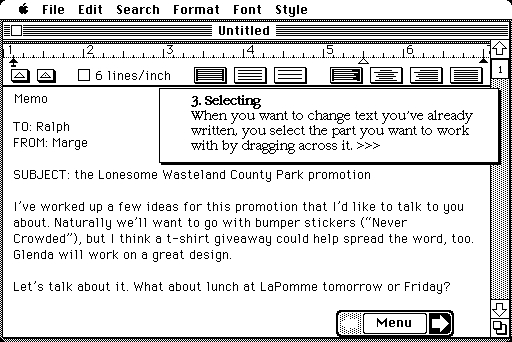 File Edit Search Format Font Style
Untitled
1 2 3 4 5 6 7
6 lines/inch
1
Memo
3. Selecting
When you want to change text you've already
written, you select the part you want to work
with by dragging across it. >>>
TO: Ralph
FROM: Marge
SUBJECT: the Lonesome Wasteland County Park promotion
I've worked up a few ideas for this promotion that I'd like to talk to you
about. Naturally we'll want to go with bumper stickers (“Never
Crowded”), but I think a t-shirt giveaway could help spread the word, too.
Glenda will work on a great design.
Let's talk about it. What about lunch at LaPomme tomorrow or Friday?
Menu